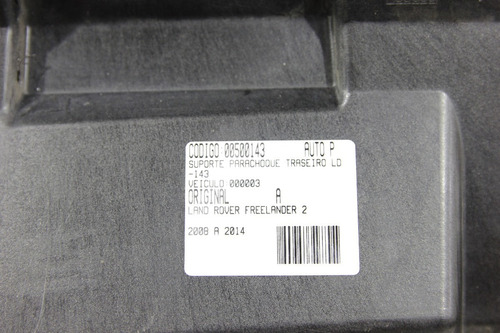 CODIGO:00500143 AUTO P
SUPORTE PARACHOQUE TRASEIRO LD
-143
VEICULO 000003
ORIGINAL A
LAND ROVER FREELANDER 2
2008 A 2014